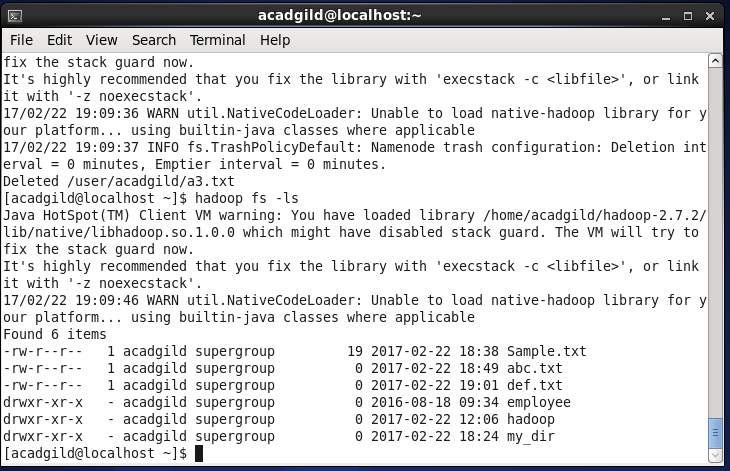 acadgild@localhost:~
File Edit View Search Terminal Help
fix the stack guard now.
It's highly recommended that you fix the library with 'execstack -c <libfile>', or link
it with '-z noexecstack'.
17/02/22 19:09:36 WARN util.NativeCodeLoader: Unable to load native-hadoop library for y
our platform... using builtin-java classes where applicable
17/02/22 19:09:37 INFO fs.TrashPolicyDefault: Namenode trash configuration: Deletion int
erval = 0 minutes, Emptier interval = 0 minutes.
Deleted /user/acadgild/a3.txt
[acadgild@localhost ~]$ hadoop fs -ls
Java HotSpot(TM) Client VM warning: You have loaded library /home/acadgild/hadoop-2.7.2/
lib/native/libhadoop.so.1.0.0 which might have disabled stack guard. The VM will try to
fix the stack guard now.
It's highly recommended that you fix the library with 'execstack -c <libfile>', or link
it with '-z noexecstack'.
17/02/22 19:09:46 WARN util.NativeCodeLoader: Unable to load native-hadoop library for y
our platform... using builtin-java classes where applicable
Found 6 items
-rw-r--r--   1 acadgild supergroup         19 2017-02-22 18:38 Sample.txt
-rw-r--r--   1 acadgild supergroup          0 2017-02-22 18:49 abc.txt
-rw-r--r--   1 acadgild supergroup          0 2017-02-22 19:01 def.txt
drwxr-xr-x   - acadgild supergroup          0 2016-08-18 09:34 employee
drwxr-xr-x   - acadgild supergroup          0 2017-02-22 12:06 hadoop
drwxr-xr-x   - acadgild supergroup          0 2017-02-22 18:24 my_dir
[acadgild@localhost ~]$